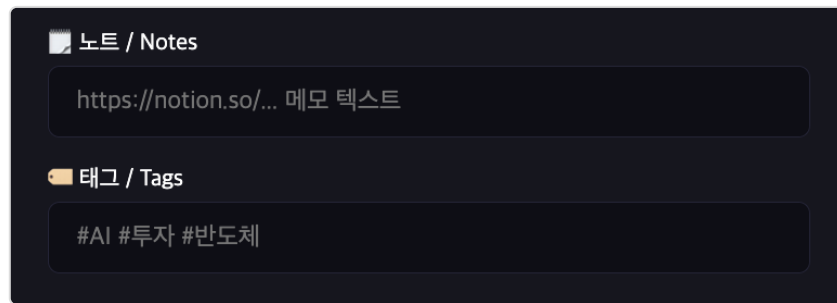 노트 / Notes
https://notion.so/... 메모 텍스트
태그 / Tags
#AI #투자 #반도체